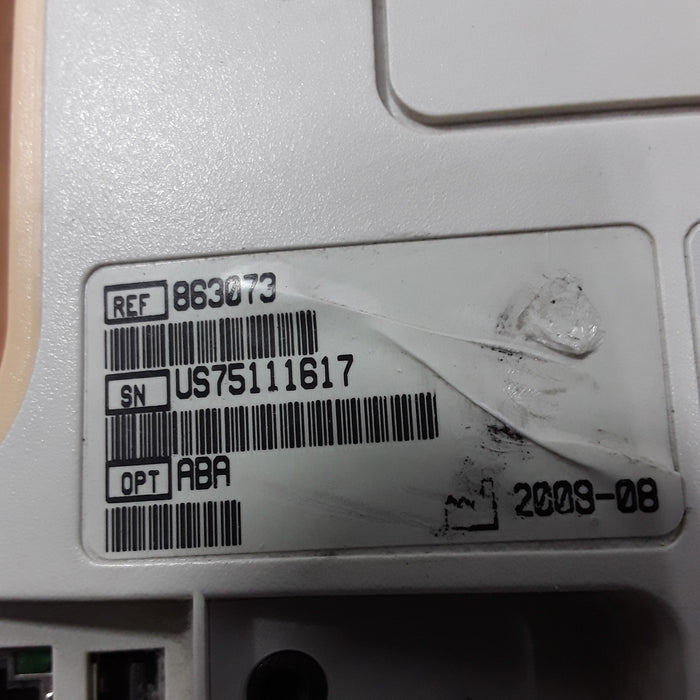 REF 863073
SN US75111617
OPT ABA
2009-08